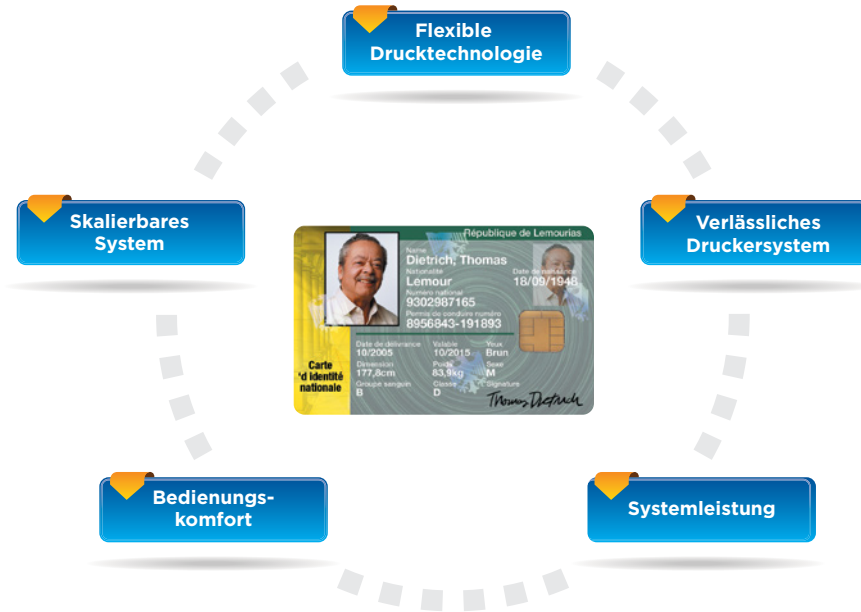 Flexible
Drucktechnologie
Skalierbares
System
Verlässliches
Druckersystem
République de Lemourias
Name
Dietrich, Thomas
Nationalité
Lemour
Date de naissance
18/09/1948
Numéro national
9302987165
Permis de conduire numéro
8956843-191893
Date de délivrance
Valable
Yeux
10/2005
10/2015
Brun
Dimension
Poids
Sexe
177,8cm
83,9kg
M
Groupe sanguin
Classe
Signature
B
D
Thomas Dietrich
Carte
'd identité
nationale
Bedienungs-
komfort
Systemleistung